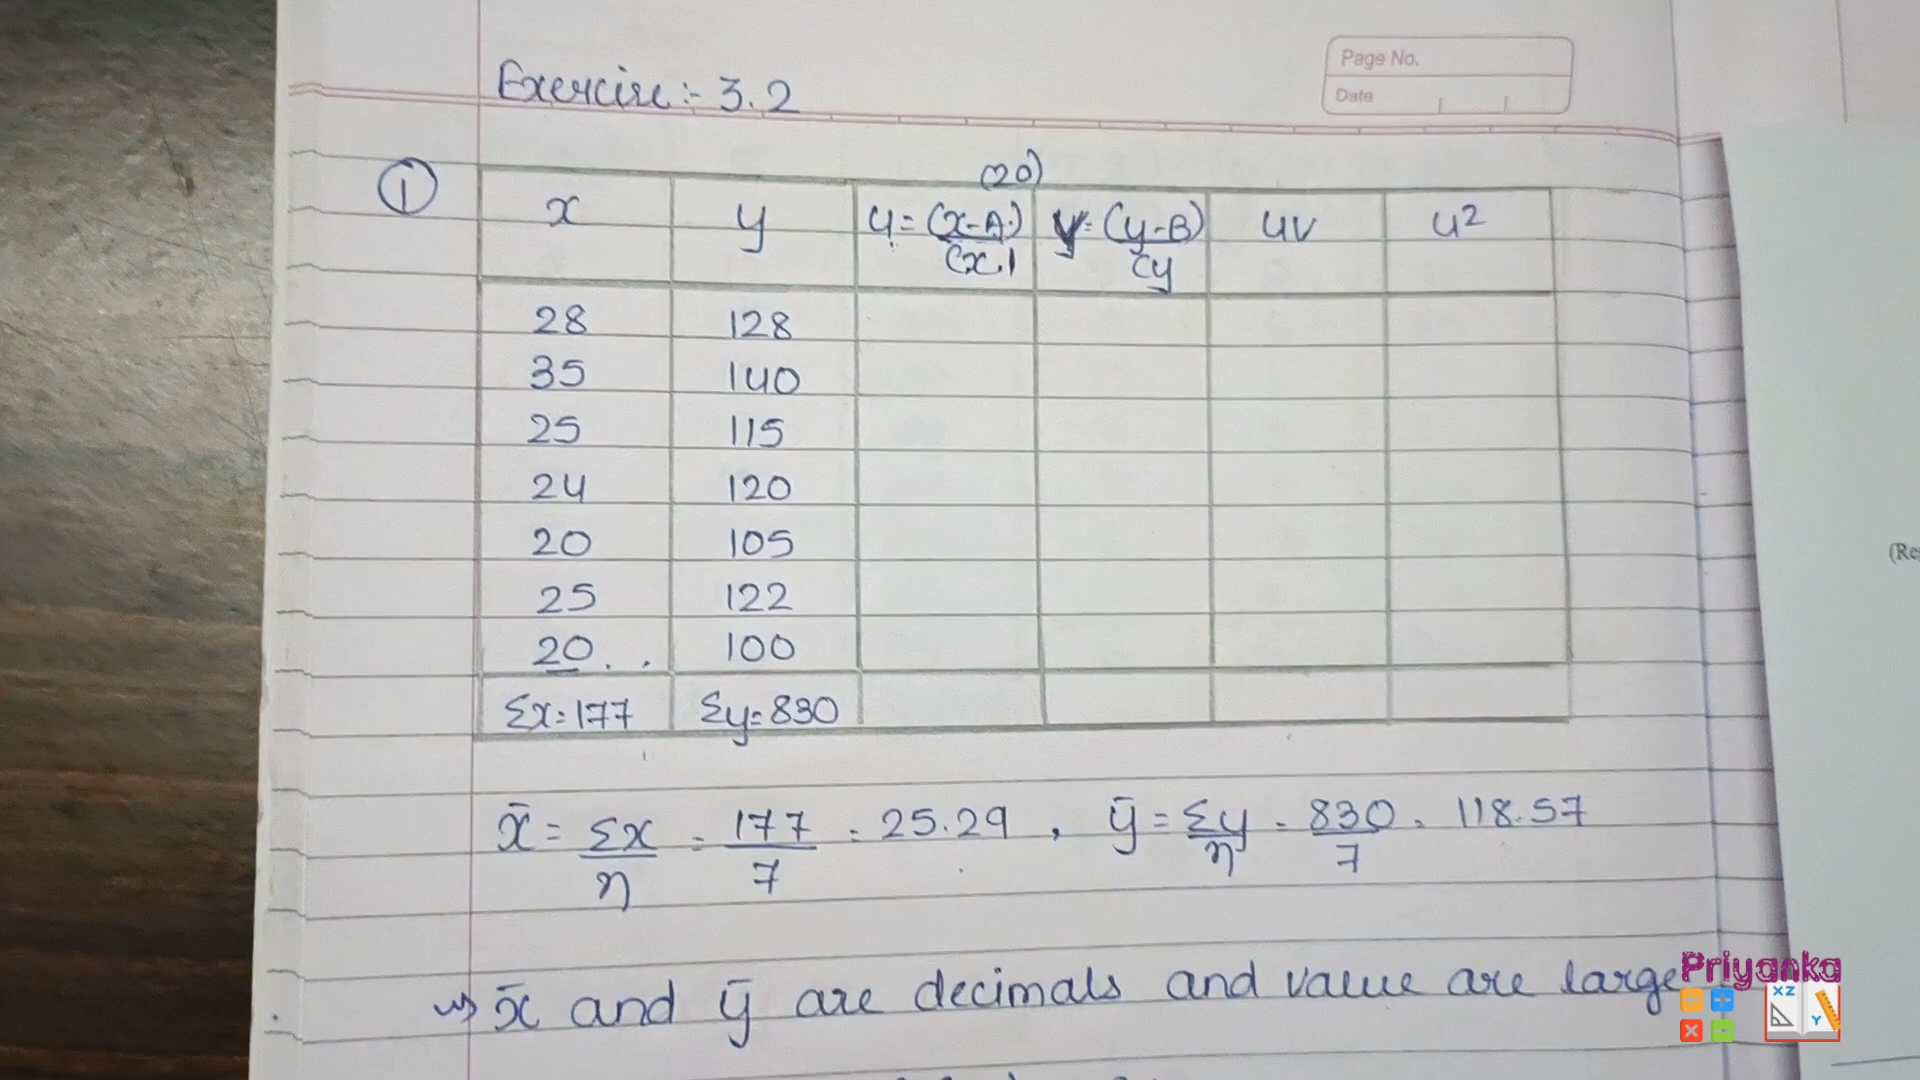 Page No.
Date
Exercise :- 3.2
(20)
① x y u = (x-A) / cx 1 v = (y-B) / cy uv u²
28 128
35 140
25 115
24 120
20 105
25 122
20 . . 100
Σx = 177 Σy = 830
x̄ = Σx / n = 177 / 7 = 25.29 , ȳ = Σy / n = 830 / 7 = 118.57
⇒ x̄ and ȳ are decimals and value are large
Priyanka
XZ
Y
(Re